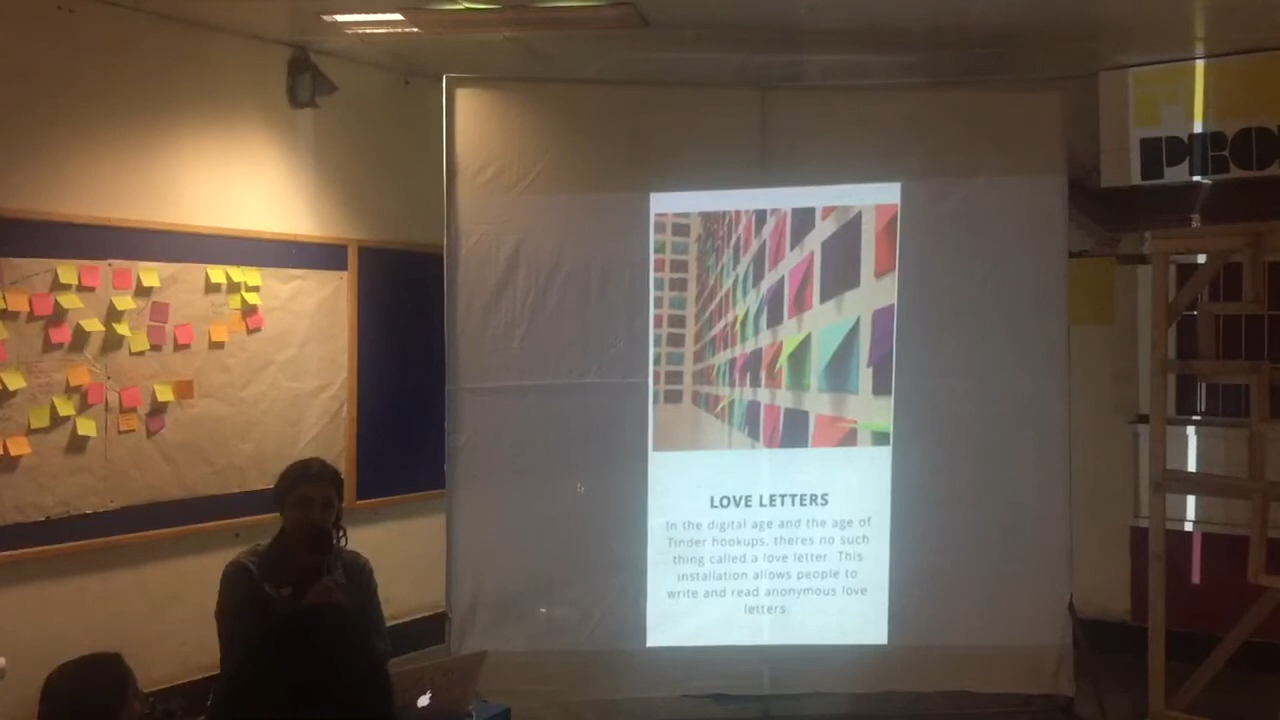 PRO
LOVE LETTERS
In the digital age and the age of
Tinder hookups, theres no such
thing called a love letter. This
installation allows people to
write and read anonymous love
letters.